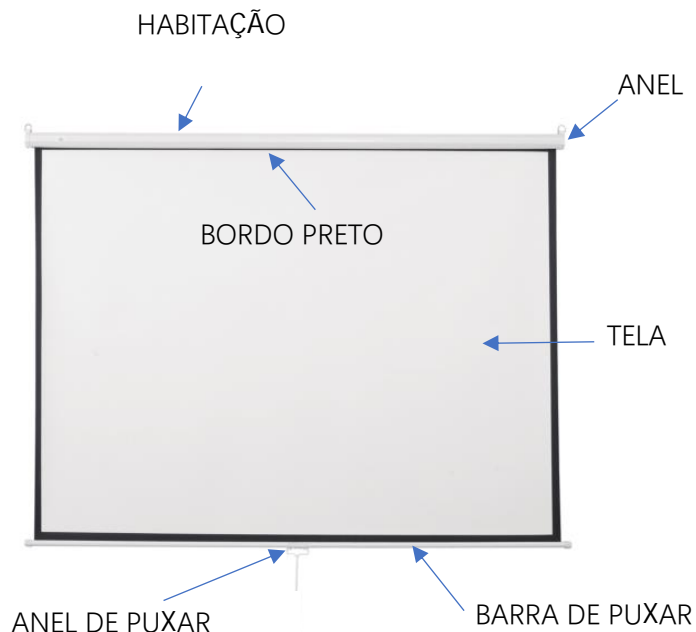 HABITAÇÃO
ANEL
BORDO PRETO
TELA
ANEL DE PUXAR
BARRA DE PUXAR